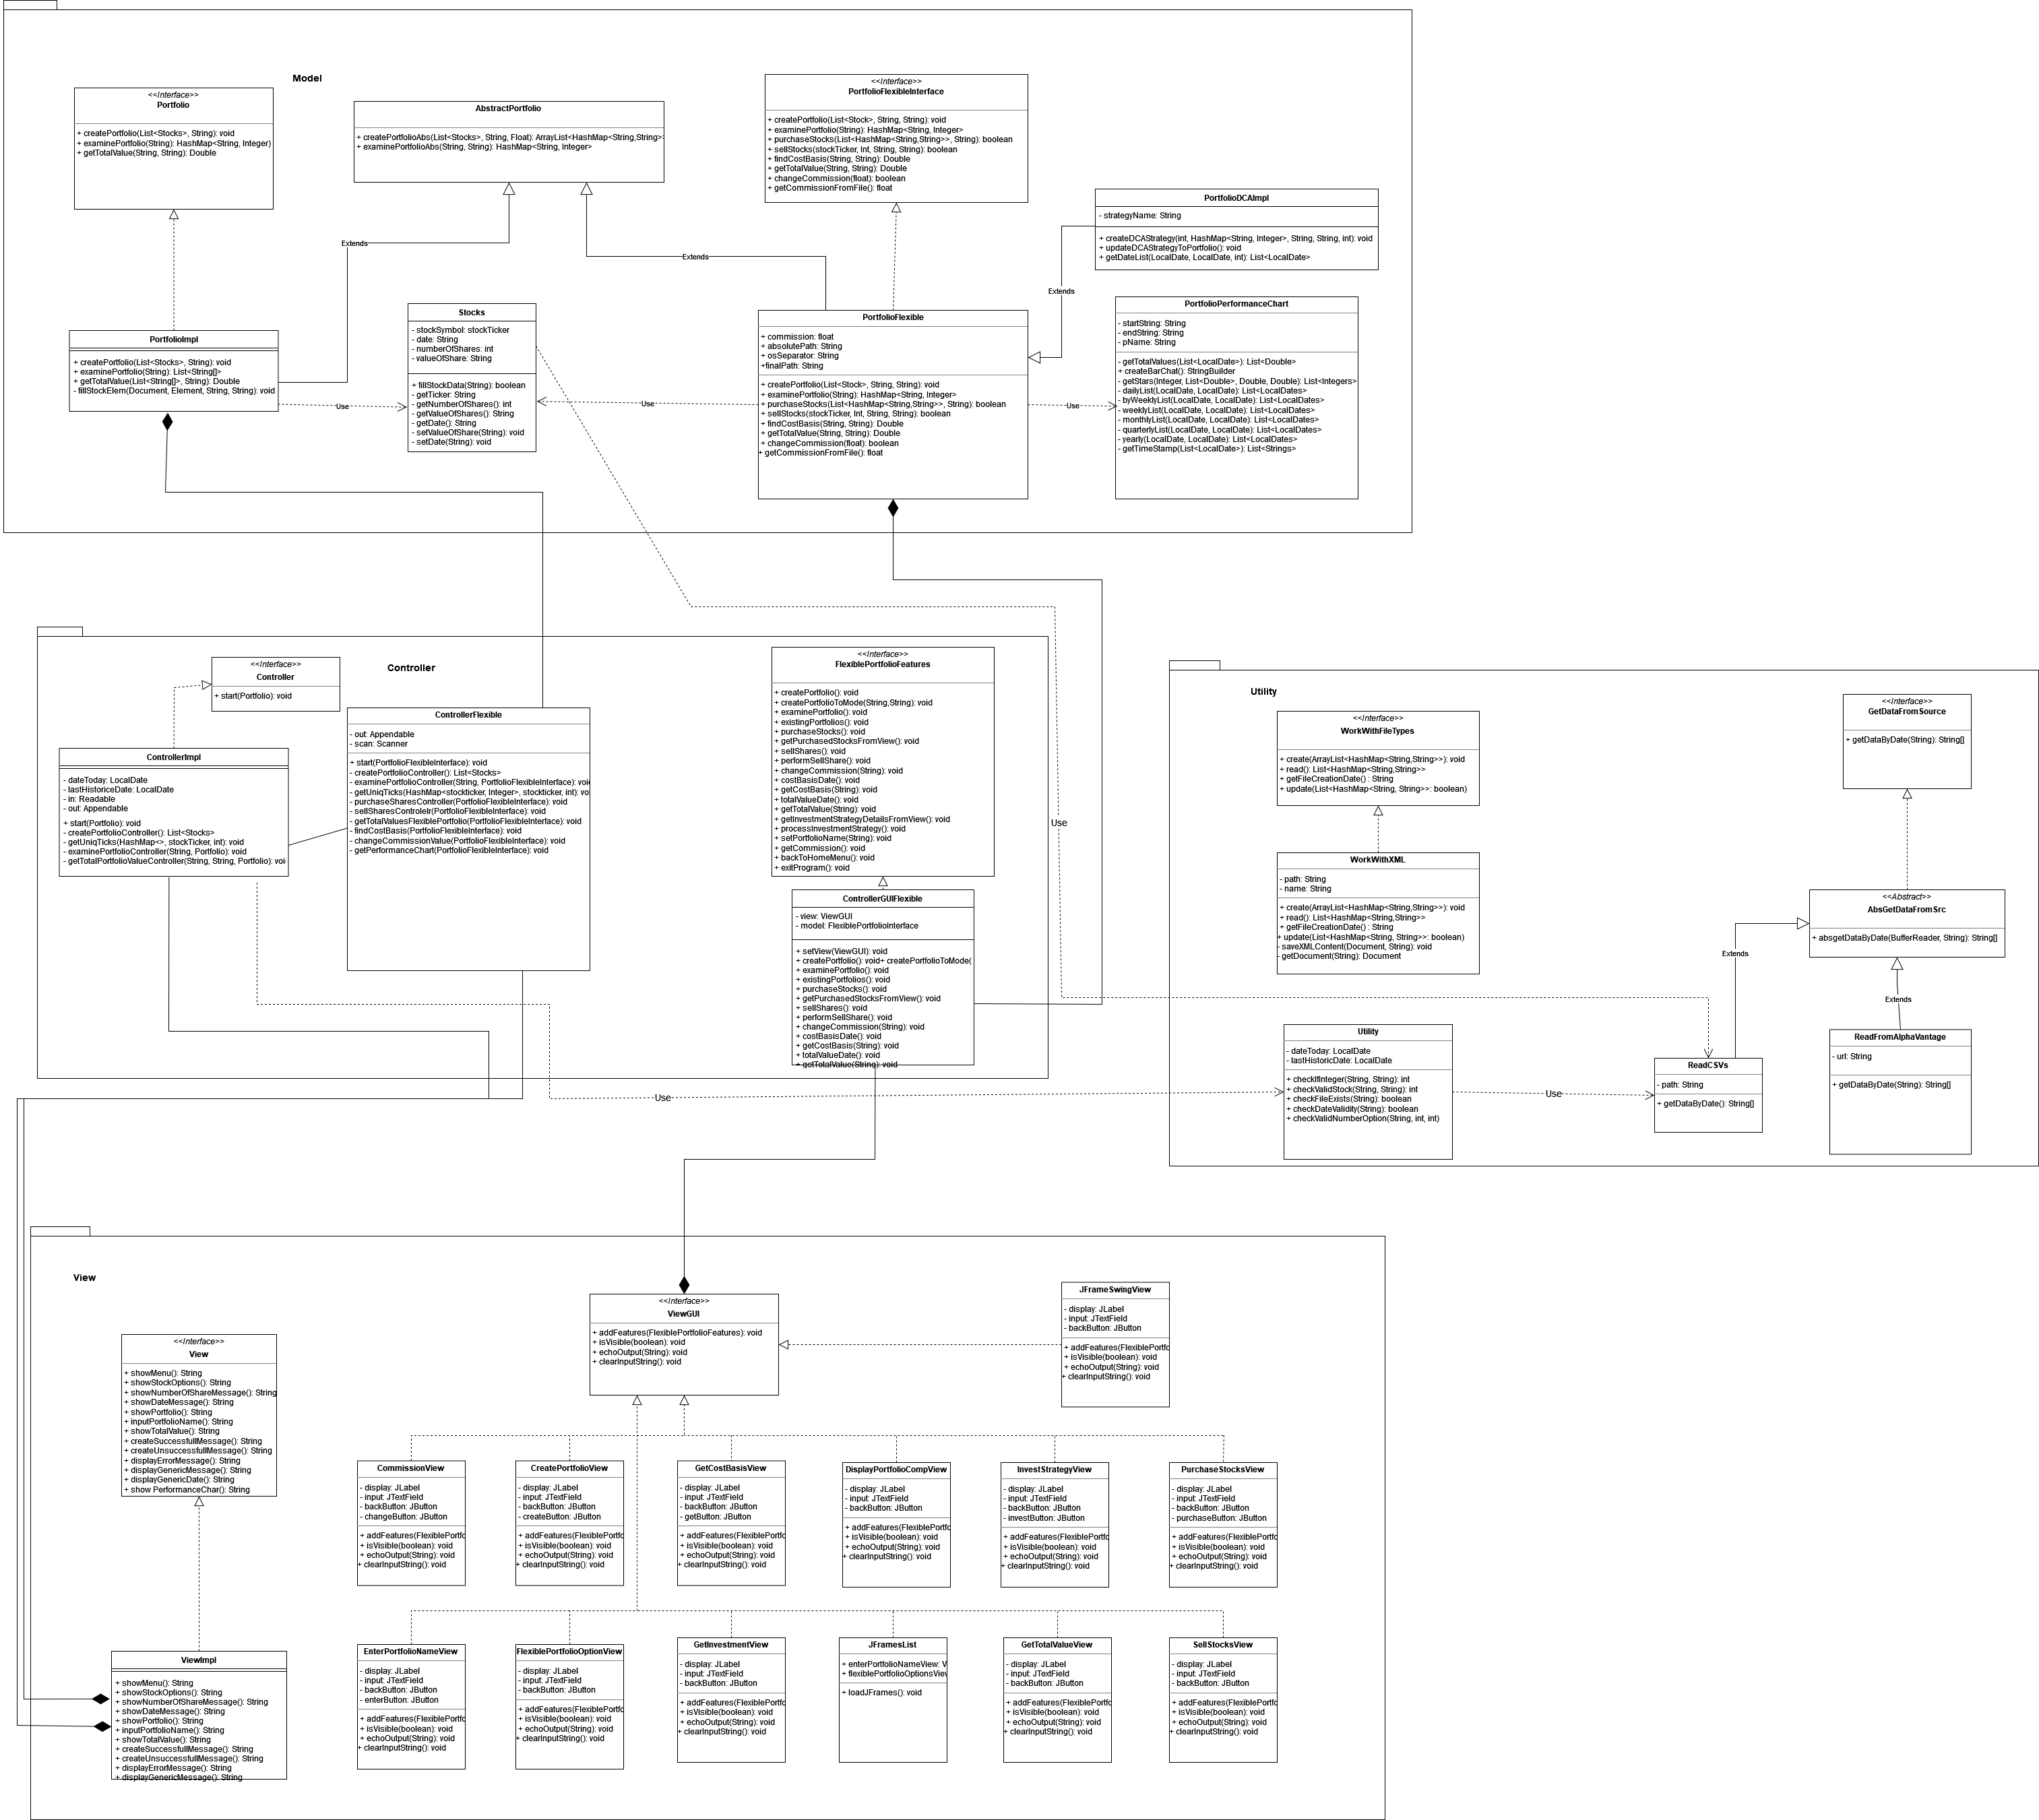 Model
<<Interface>>
Portfolio
+ createPortfolio(List<Stocks>, String): void
+ examinePortfolio(String): HashMap<String, Integer)
+ getTotalValue(String, String): Double
AbstractPortfolio
+ createPortfolioAbs(List<Stocks>, String, Float): ArrayList<HashMap<String,String>>
+ examinePortfolioAbs(String, String): HashMap<String, Integer>
<<Interface>>
PortfolioFlexibleInterface
+ createPortfolio(List<Stock>, String, String): void
+ examinePortfolio(String): HashMap<String, Integer>
+ purchaseStocks(List<HashMap<String,String>>, String): boolean
+ sellStocks(stockTicker, Int, String, String): boolean
+ findCostBasis(String, String): Double
+ getTotalValue(String, String): Double
+ changeCommission(float): boolean
+ getCommissionFromFile(): float
PortfolioDCAImpl
- strategyName: String
+ createDCAStrategy(int, HashMap<String, Integer>, String, String, int): void
+ updateDCAStrategyToPortfolio(): void
+ getDateList(LocalDate, LocalDate, int): List<LocalDate>
Extends
Extends
Extends
PortfolioImpl
+ createPortfolio(List<Stocks>, String): void
+ examinePortfolio(String): List<String[]>
+ getTotalValue(List<String[]>, String): Double
- fillStockElem(Document, Element, String, String): void
Use
Stocks
- stockSymbol: stockTicker
- date: String
- numberOfShares: int
- valueOfShare: String
+ fillStockData(String): boolean
- getTicker: String
- getNumberOfShares(): int
- getValueOfShares(): String
- getDate(): String
- setValueOfShare(String): void
- setDate(String): void
Use
PortfolioFlexible
+ commission: float
+ absolutePath: String
+ osSeparator: String
+finalPath: String
+ createPortfolio(List<Stock>, String, String): void
+ examinePortfolio(String): HashMap<String, Integer>
+ purchaseStocks(List<HashMap<String,String>>, String): boolean
+ sellStocks(stockTicker, Int, String, String): boolean
+ findCostBasis(String, String): Double
+ getTotalValue(String, String): Double
+ changeCommission(float): boolean
+ getCommissionFromFile(): float
Use
PortfolioPerformanceChart
- startString: String
- endString: String
- pName: String
- getTotalValues(List<LocalDate>): List<Double>
+ createBarChat(): StringBuilder
- getStars(Integer, List<Double>, Double, Double): List<Integers>
- dailyList(LocalDate, LocalDate): List<LocalDates>
- byWeeklyList(LocalDate, LocalDate): List<LocalDates>
- weeklyList(LocalDate, LocalDate): List<LocalDates>
- monthlyList(LocalDate, LocalDate): List<LocalDates>
- quarterlyList(LocalDate, LocalDate): List<LocalDates>
- yearly(LocalDate, LocalDate): List<LocalDates>
- getTimeStamp(List<LocalDate>): List<Strings>
Controller
<<Interface>>
Controller
+ start(Portfolio): void
ControllerImpl
- dateToday: LocalDate
- lastHistoriceDate: LocalDate
- in: Readable
- out: Appendable
+ start(Portfolio): void
- createPortfolioController(): List<Stocks>
- getUniqTicks(HashMap<>, stockTicker, int): void
- examinePortfolioController(String, Portfolio): void
- getTotalPortfolioValueController(String, String, Portfolio): voi
ControllerFlexible
- out: Appendable
- scan: Scanner
+ start(PortfolioFlexibleInterface): void
- createPortfolioController(): List<Stocks>
- examinePortfolioController(String, PortfolioFlexibleInterface): void
- getUniqTicks(HashMap<stockticker, Integer>, stockticker, int): vo
- purchaseSharesController(PortfolioFlexibleInterface): void
- sellSharesControlelr(PortfolioFlexibleInterface): void
- getTotalValuesFlexiblePortflio(PortfolioFlexibleInterface): void
- findCostBasis(PortfolioFlexibleInterface): void
- changeCommissionValue(PortfolioFlexibleInterface): void
- getPerformanceChart(PortfolioFlexibleInterface): void
<<Interface>>
FlexiblePortfolioFeatures
+ createPortfolio(): void
+ createPortfolioToMode(String,String): void
+ examinePortfolio(): void
+ existingPortfolios(): void
+ purchaseStocks(): void
+ getPurchasedStocksFromView(): void
+ sellShares(): void
+ performSellShare(): void
+ changeCommission(String): void
+ costBasisDate(): void
+ getCostBasis(String): void
+ totalValueDate(): void
+ getTotalValue(String): void
+ getInvestmentStrategyDetailsFromView(): void
+ processInvestmentStrategy(): void
+ setPortfolioName(String): void
+ getCommission(): void
+ backToHomeMenu(): void
+ exitProgram(): void
ControllerGUIFlexible
- view: ViewGUI
- model: FlexiblePortfolioInterface
+ setView(ViewGUI): void
+ createPortfolio(): void+ createPortfolioToMode(
+ examinePortfolio(): void
+ existingPortfolios(): void
+ purchaseStocks(): void
+ getPurchasedStocksFromView(): void
+ sellShares(): void
+ performSellShare(): void
+ changeCommission(String): void
+ costBasisDate(): void
+ getCostBasis(String): void
+ totalValueDate(): void
+ getTotalValue(String): void
Use
Use
Utility
<<Interface>>
WorkWithFileTypes
+ create(ArrayList<HashMap<String,String>>): void
+ read(): List<HashMap<String,String>>
+ getFileCreationDate() : String
+ update(List<HashMap<String, String>>: boolean)
WorkWithXML
- path: String
- name: String
+ create(ArrayList<HashMap<String,String>>): void
+ read(): List<HashMap<String,String>>
+ getFileCreationDate() : String
+ update(List<HashMap<String, String>>: boolean)
- saveXMLContent(Document, String): void
- getDocument(String): Document
<<Interface>>
GetDataFromSource
+ getDataByDate(String): String[]
<<Abstract>>
AbsGetDataFromSrc
+ absgetDataByDate(BufferReader, String): String[]
Extends
Extends
Utility
- dateToday: LocalDate
- lastHistoricDate: LocalDate
+ checkIfInteger(String, String): int
+ checkValidStock(String, String): int
+ checkFileExists(String): boolean
+ checkDateValidity(String): boolean
+ checkValidNumberOption(String, int, int)
Use
ReadCSVs
- path: String
+ getDataByDate(): String[]
ReadFromAlphaVantage
- url: String
+ getDataByDate(String): String[]
View
<<Interface>>
View
+ showMenu(): String
+ showStockOptions(): String
+ showNumberOfShareMessage(): String
+ showDateMessage(): String
+ showPortfolio(): String
+ inputPortfolioName(): String
+ showTotalValue(): String
+ createSuccessfullMessage(): String
+ createUnsuccessfullMessage(): String
+ displayErrorMessage(): String
+ displayGenericMessage(): String
+ displayGenericDate(): String
+ show PerformanceChar(): String
ViewImpl
+ showMenu(): String
+ showStockOptions(): String
+ showNumberOfShareMessage(): String
+ showDateMessage(): String
+ showPortfolio(): String
+ inputPortfolioName(): String
+ showTotalValue(): String
+ createSuccessfullMessage(): String
+ createUnsuccessfullMessage(): String
+ displayErrorMessage(): String
+ displayGenericMessage(): String
<<Interface>>
ViewGUI
+ addFeatures(FlexiblePortfolioFeatures): void
+ isVisible(boolean): void
+ echoOutput(String): void
+ clearInputString(): void
JFrameSwingView
- display: JLabel
- input: JTextField
- backButton: JButton
+ addFeatures(FlexiblePortfo
+ isVisible(boolean): void
+ echoOutput(String): void
+ clearInputString(): void
CommissionView
- display: JLabel
- input: JTextField
- backButton: JButton
- changeButton: JButton
+ addFeatures(FlexiblePortfo
+ isVisible(boolean): void
+ echoOutput(String): void
+ clearInputString(): void
CreatePortfolioView
- display: JLabel
- input: JTextField
- backButton: JButton
- createButton: JButton
+ addFeatures(FlexiblePortfo
+ isVisible(boolean): void
+ echoOutput(String): void
+ clearInputString(): void
GetCostBasisView
- display: JLabel
- input: JTextField
- backButton: JButton
- getButton: JButton
+ addFeatures(FlexiblePortfo
+ isVisible(boolean): void
+ echoOutput(String): void
+ clearInputString(): void
DisplayPortfolioCompView
- display: JLabel
- input: JTextField
- backButton: JButton
+ addFeatures(FlexiblePortfo
+ isVisible(boolean): void
+ echoOutput(String): void
+ clearInputString(): void
InvestStrategyView
- display: JLabel
- input: JTextField
- backButton: JButton
- investButton: JButton
+ addFeatures(FlexiblePortfo
+ isVisible(boolean): void
+ echoOutput(String): void
+ clearInputString(): void
PurchaseStocksView
- display: JLabel
- input: JTextField
- backButton: JButton
- purchaseButton: JButton
+ addFeatures(FlexiblePortfo
+ isVisible(boolean): void
+ echoOutput(String): void
+ clearInputString(): void
EnterPortfolioNameView
- display: JLabel
- input: JTextField
- backButton: JButton
- enterButton: JButton
+ addFeatures(FlexiblePortfo
+ isVisible(boolean): void
+ echoOutput(String): void
+ clearInputString(): void
FlexiblePortfolioOptionView
- display: JLabel
- input: JTextField
- backButton: JButton
+ addFeatures(FlexiblePortfo
+ isVisible(boolean): void
+ echoOutput(String): void
+ clearInputString(): void
GetInvestmentView
- display: JLabel
- input: JTextField
- backButton: JButton
+ addFeatures(FlexiblePortfo
+ isVisible(boolean): void
+ echoOutput(String): void
+ clearInputString(): void
JFramesList
+ enterPortfolioNameView: V
+ flexiblePortfolioOptionsView
+ loadJFrames(): void
GetTotalValueView
- display: JLabel
- input: JTextField
- backButton: JButton
+ addFeatures(FlexiblePortfo
+ isVisible(boolean): void
+ echoOutput(String): void
+ clearInputString(): void
SellStocksView
- display: JLabel
- input: JTextField
- backButton: JButton
+ addFeatures(FlexiblePortfo
+ isVisible(boolean): void
+ echoOutput(String): void
+ clearInputString(): void